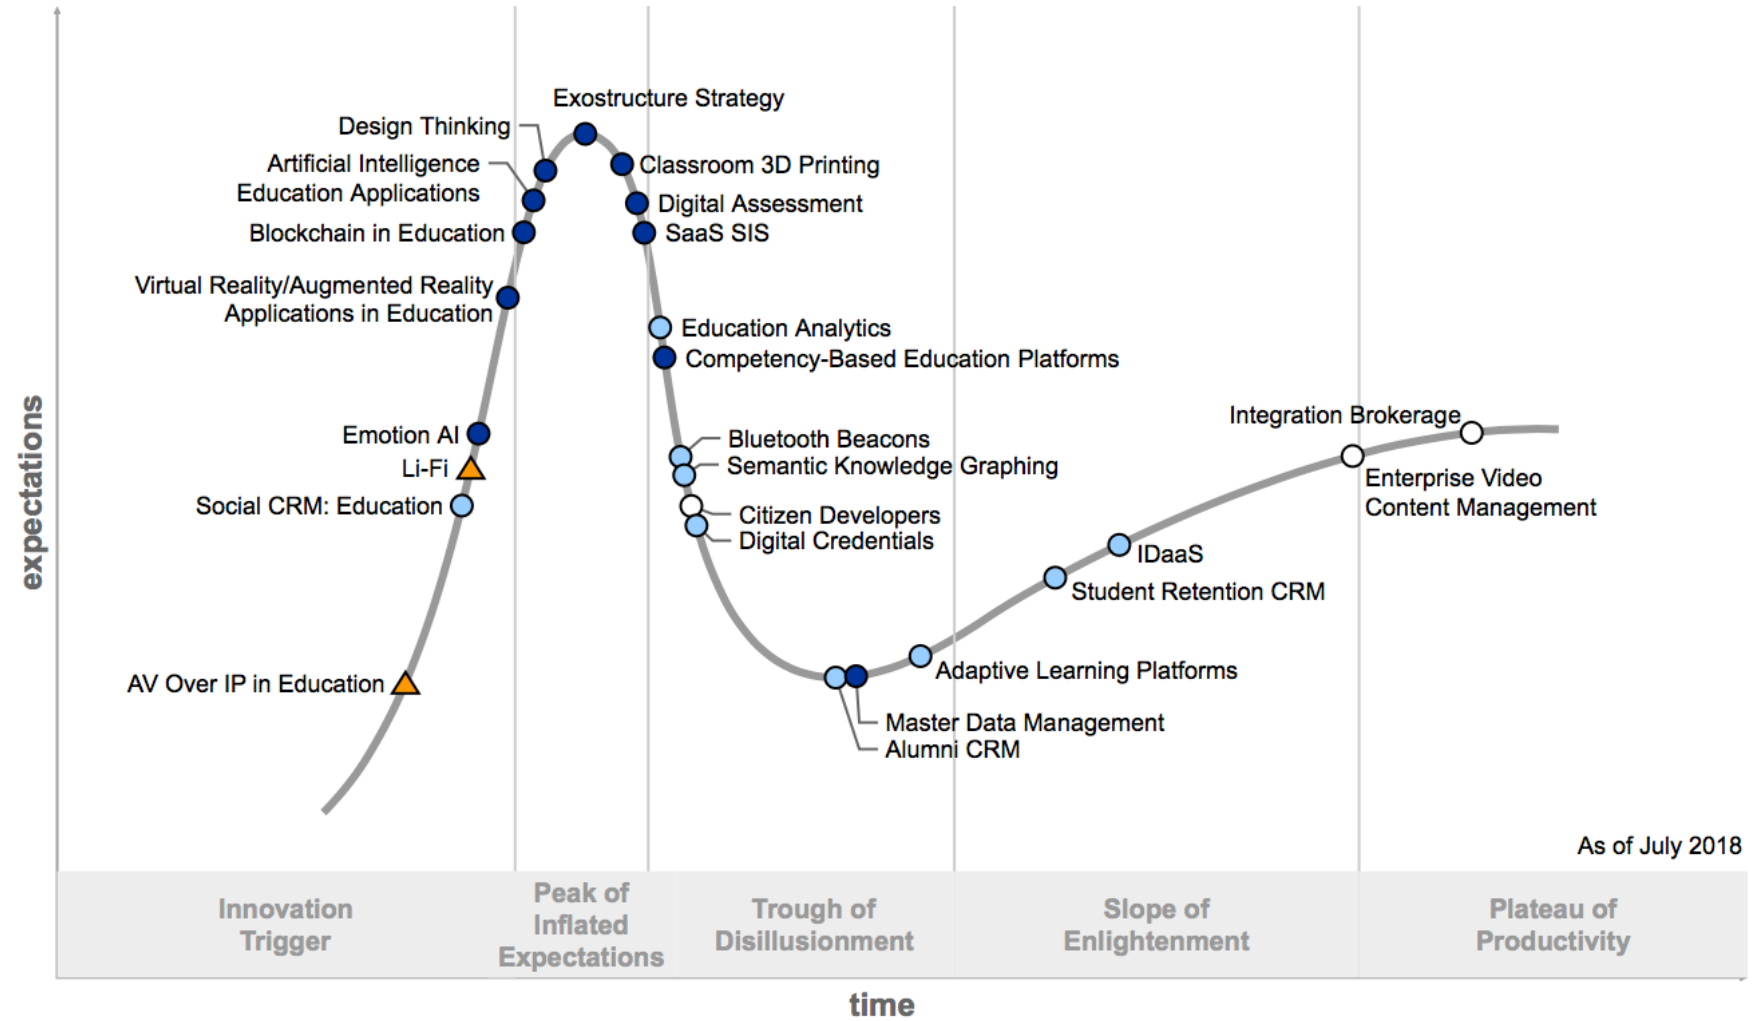 Exostructure Strategy
Design Thinking
Artificial Intelligence
Education Applications
Blockchain in Education
Virtual Reality/Augmented Reality
Applications in Education
Emotion AI
Li-Fi
Social CRM: Education
AV Over IP in Education
Classroom 3D Printing
Digital Assessment
SaaS SIS
Education Analytics
Competency-Based Education Platforms
Bluetooth Beacons
Semantic Knowledge Graphing
Citizen Developers
Digital Credentials
Master Data Management
Alumni CRM
Adaptive Learning Platforms
Student Retention CRM
IDaaS
Integration Brokerage
Enterprise Video
Content Management
expectations
As of July 2018
Innovation
Trigger
Peak of
Inflated
Expectations
Trough of
Disillusionment
Slope of
Enlightenment
Plateau of
Productivity
time